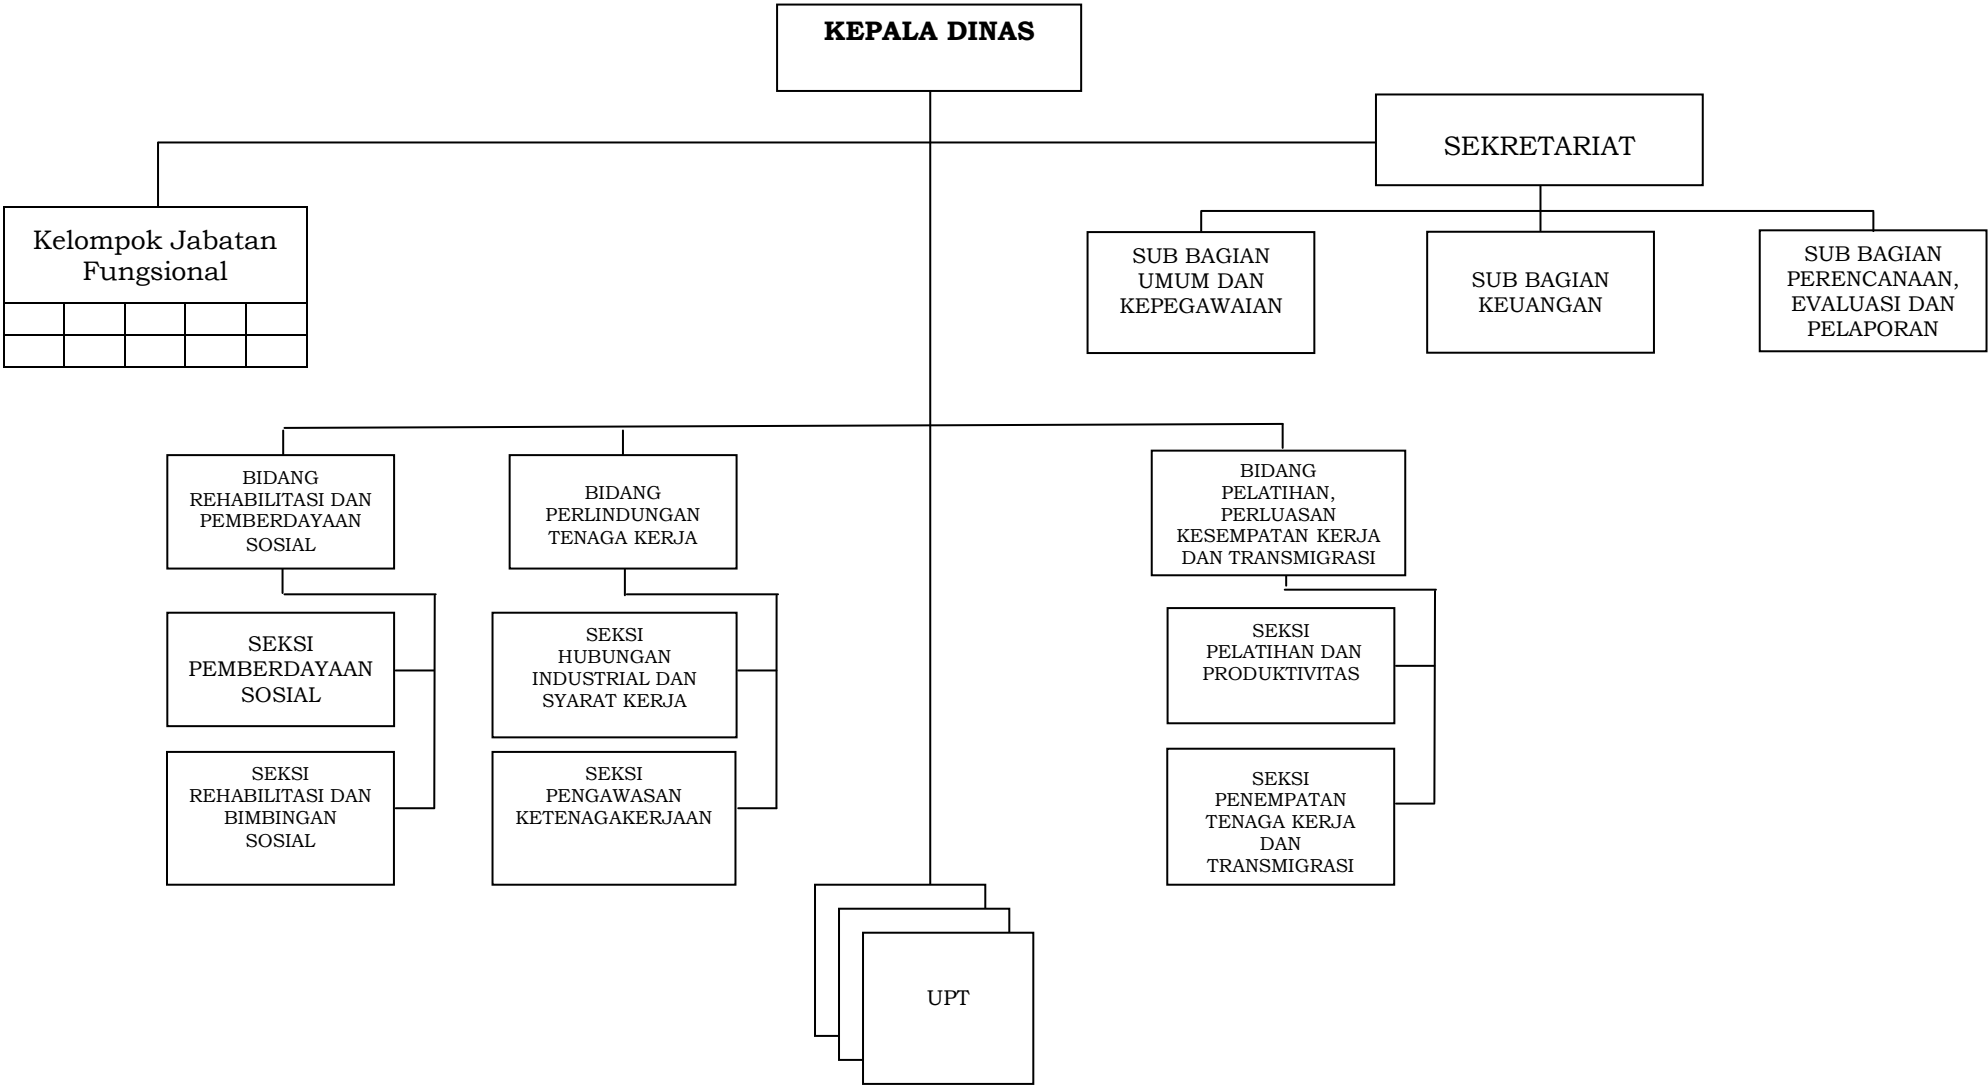 KEPALA DINAS
SEKRETARIAT
Kelompok Jabatan
Fungsional
SUB BAGIAN
UMUM DAN
KEPEGAWAIAN
SUB BAGIAN
KEUANGAN
SUB BAGIAN
PERENCANAAN,
EVALUASI DAN
PELAPORAN
BIDANG
REHABILITASI DAN
PEMBERDAYAAN
SOSIAL
BIDANG
PERLINDUNGAN
TENAGA KERJA
BIDANG
PELATIHAN,
PERLUASAN
KESEMPATAN KERJA
DAN TRANSMIGRASI
SEKSI
PEMBERDAYAAN
SOSIAL
SEKSI
HUBUNGAN
INDUSTRIAL DAN
SYARAT KERJA
SEKSI
PELATIHAN DAN
PRODUKTIVITAS
SEKSI
REHABILITASI DAN
BIMBINGAN
SOSIAL
SEKSI
PENGAWASAN
KETENAGAKERJAAN
SEKSI
PENEMPATAN
TENAGA KERJA
DAN
TRANSMIGRASI
UPT